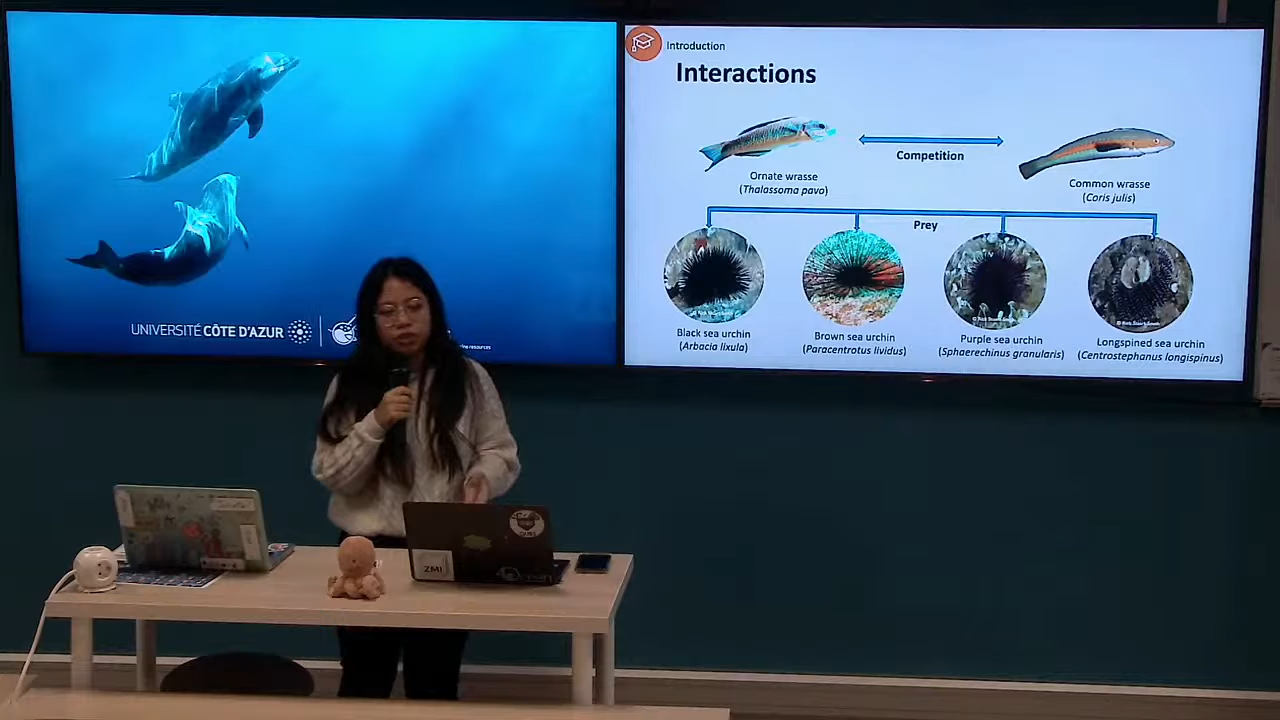 Introduction
Interactions
Competition
Ornate wrasse
(Thalassoma pavo)
Common wrasse
(Coris julis)
Prey
Black sea urchin
(Arbacia lixula)
Brown sea urchin
(Paracentrotus lividus)
Purple sea urchin
(Sphaerechinus granularis)
Longspined sea urchin
(Centrostephanus longispinus)
UNIVERSITÉ CÔTE D'AZUR
resources
ZMI